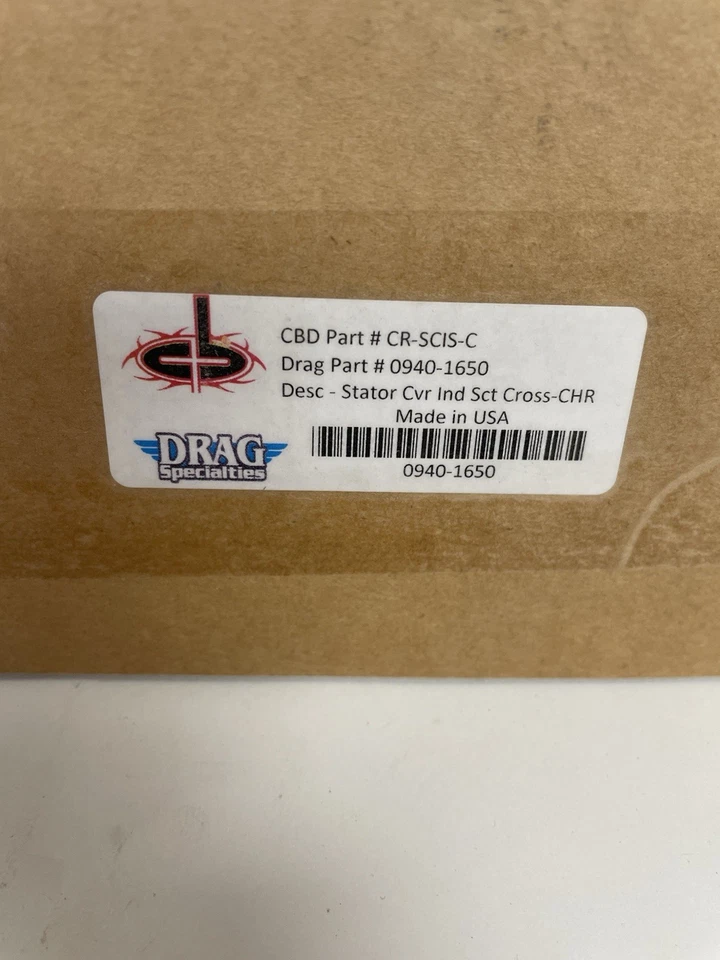 CBD Part # CR-SCIS-C
Drag Part # 0940-1650
Desc - Stator Cvr Ind Sct Cross-CHR
Made in USA
DRAG
Specialties
0940-1650